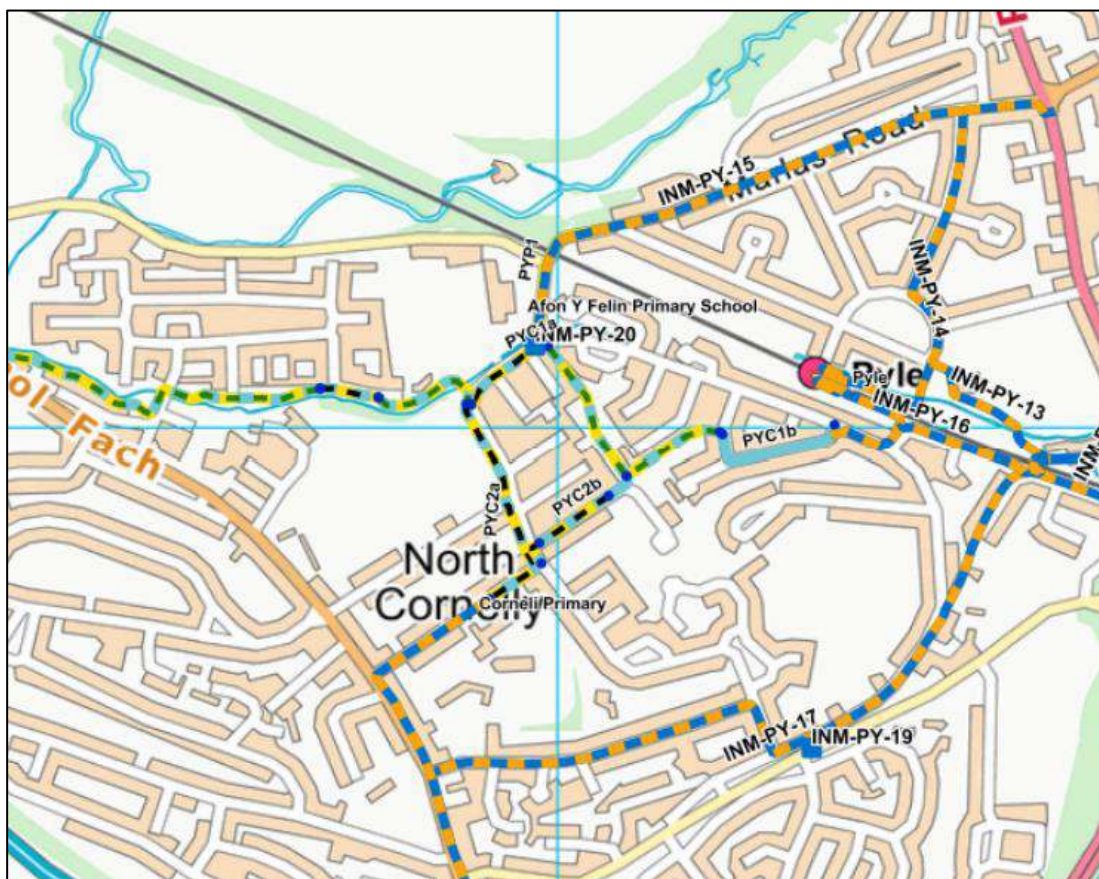 INM-PY-15
Marlas Road
PYP1
INM-PY-14
Afon Y Felin Primary School
PYC1a
INM-PY-20
Pyle
Pyle
INM-PY-13
INM-PY-16
PYC1b
ol Fach
PYC2a
PYC2b
North
Cornelly
Corneli Primary
INM-PY-17
INM-PY-19